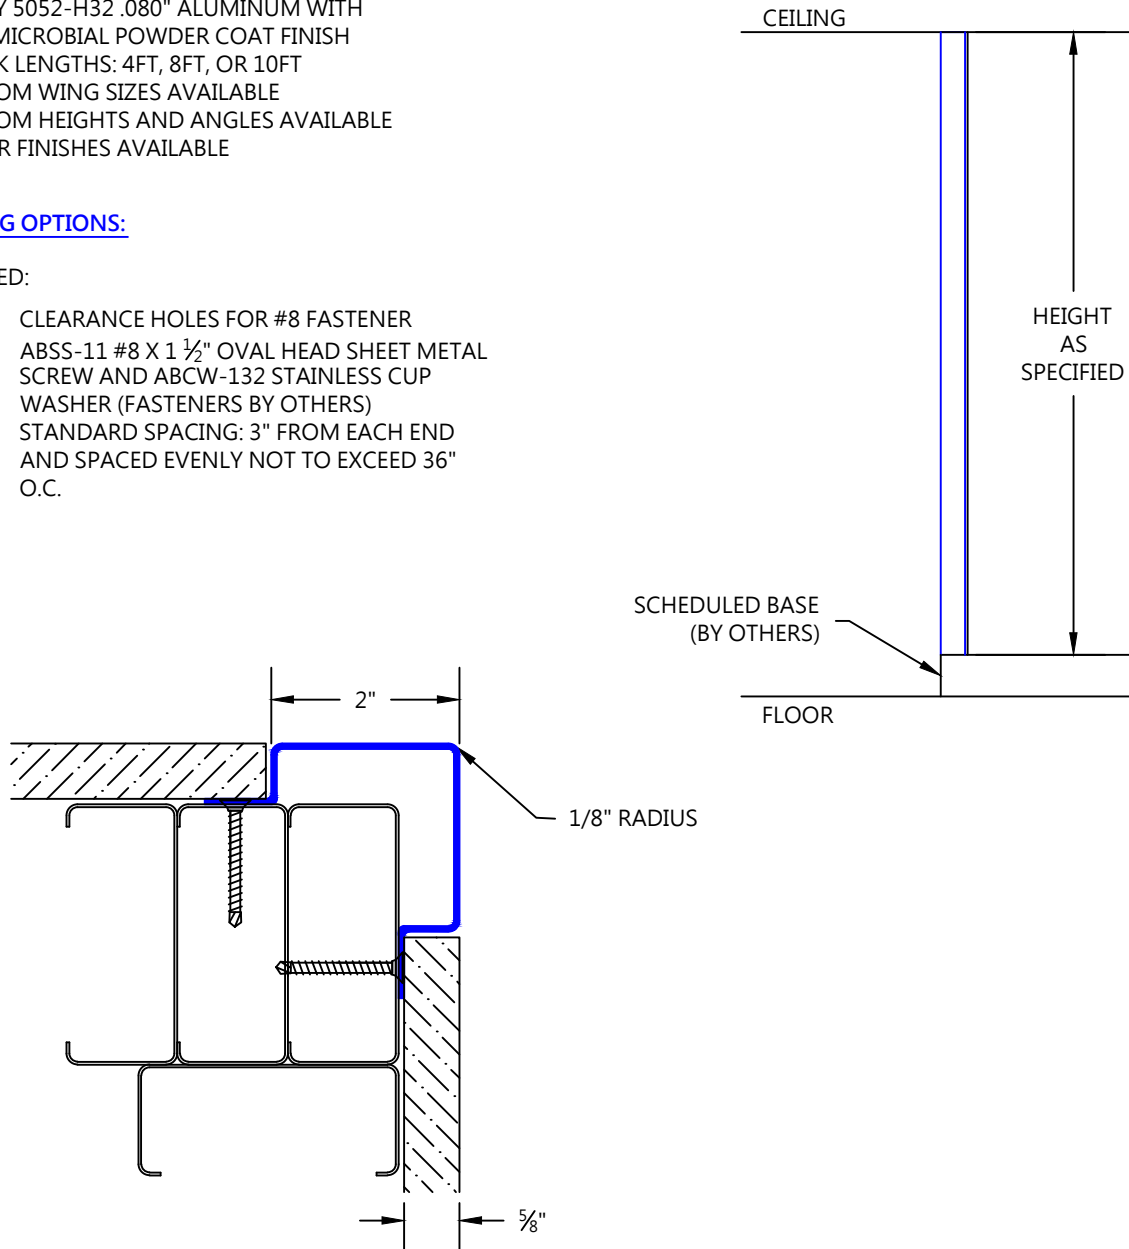 5052-H32 .080" ALUMINUM WITH
MICROBIAL POWDER COAT FINISH
LENGTHS: 4FT, 8FT, OR 10FT
WING SIZES AVAILABLE
HEIGHTS AND ANGLES AVAILABLE
FINISHES AVAILABLE
OPTIONS:
CLEARANCE HOLES FOR #8 FASTENER
ABSS-11 #8 X 1 ½" OVAL HEAD SHEET METAL
SCREW AND ABCW-132 STAINLESS CUP
WASHER (FASTENERS BY OTHERS)
STANDARD SPACING: 3" FROM EACH END
AND SPACED EVENLY NOT TO EXCEED 36"
O.C.
CEILING
HEIGHT
AS
SPECIFIED
SCHEDULED BASE
(BY OTHERS)
FLOOR
2"
1/8" RADIUS
⅝"